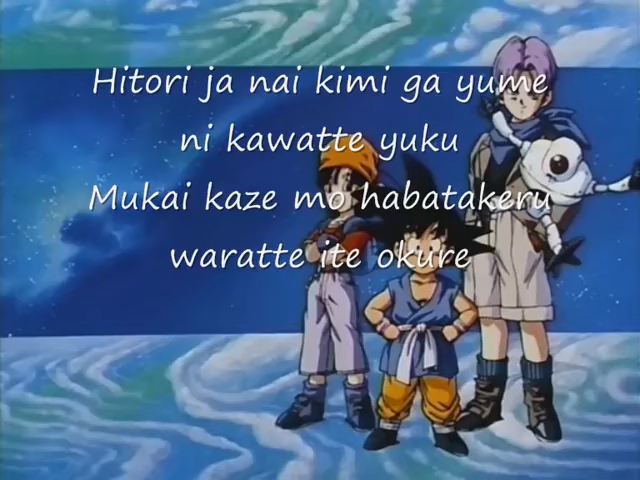 Hitori ja nai kimi ga yume
ni kawatte yuku
Mukai kaze mo habatakeru
waratte ite okure